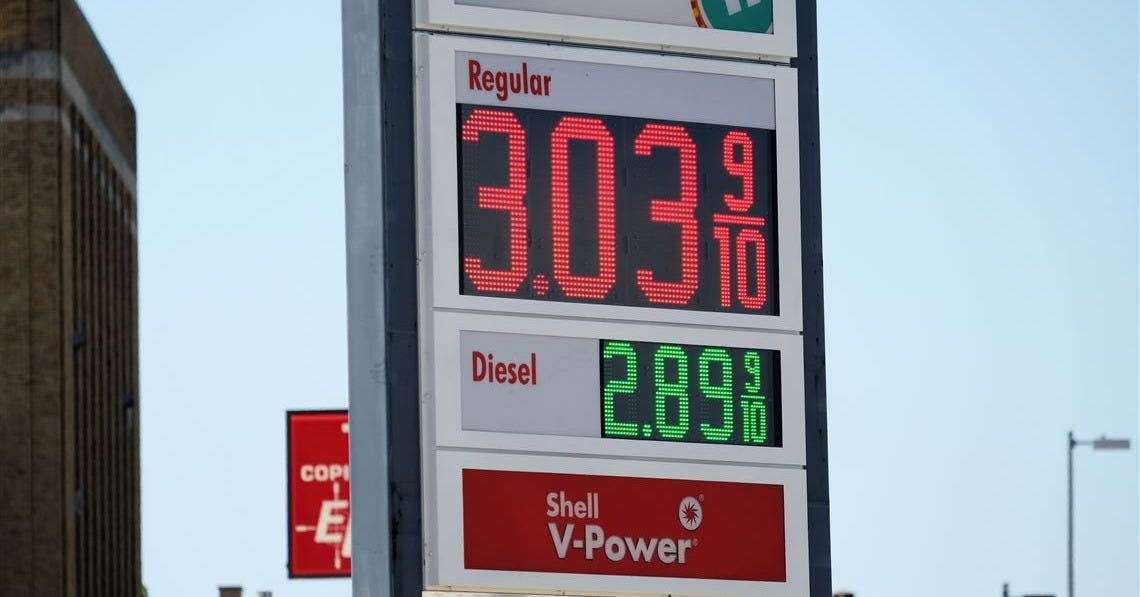 Regular
3.03 9/10
Diesel
2.89 9/10
Shell
V-Power